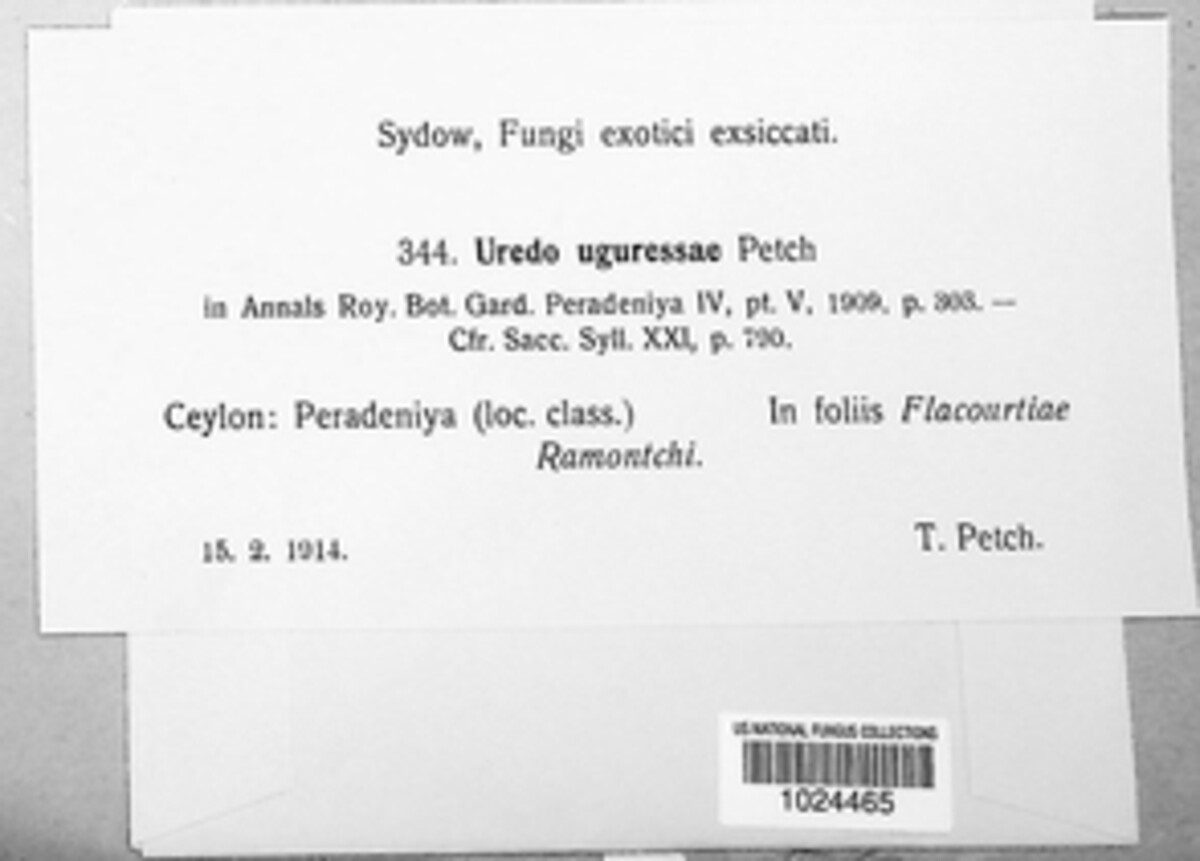 Sydow, Fungi exotici exsiccati.
344. Uredo uguressae Petch
in Annals Roy. Bot. Gard. Peradeniya IV, pt. V, 1909, p. 303. —
Cfr. Sacc. Syll. XXI, p. 790.
Ceylon: Peradeniya (loc. class.) In foliis Flacourtiae
Ramontchi.
15. 2. 1914. T. Petch.
US NATIONAL FUNGUS COLLECTIONS
1024465